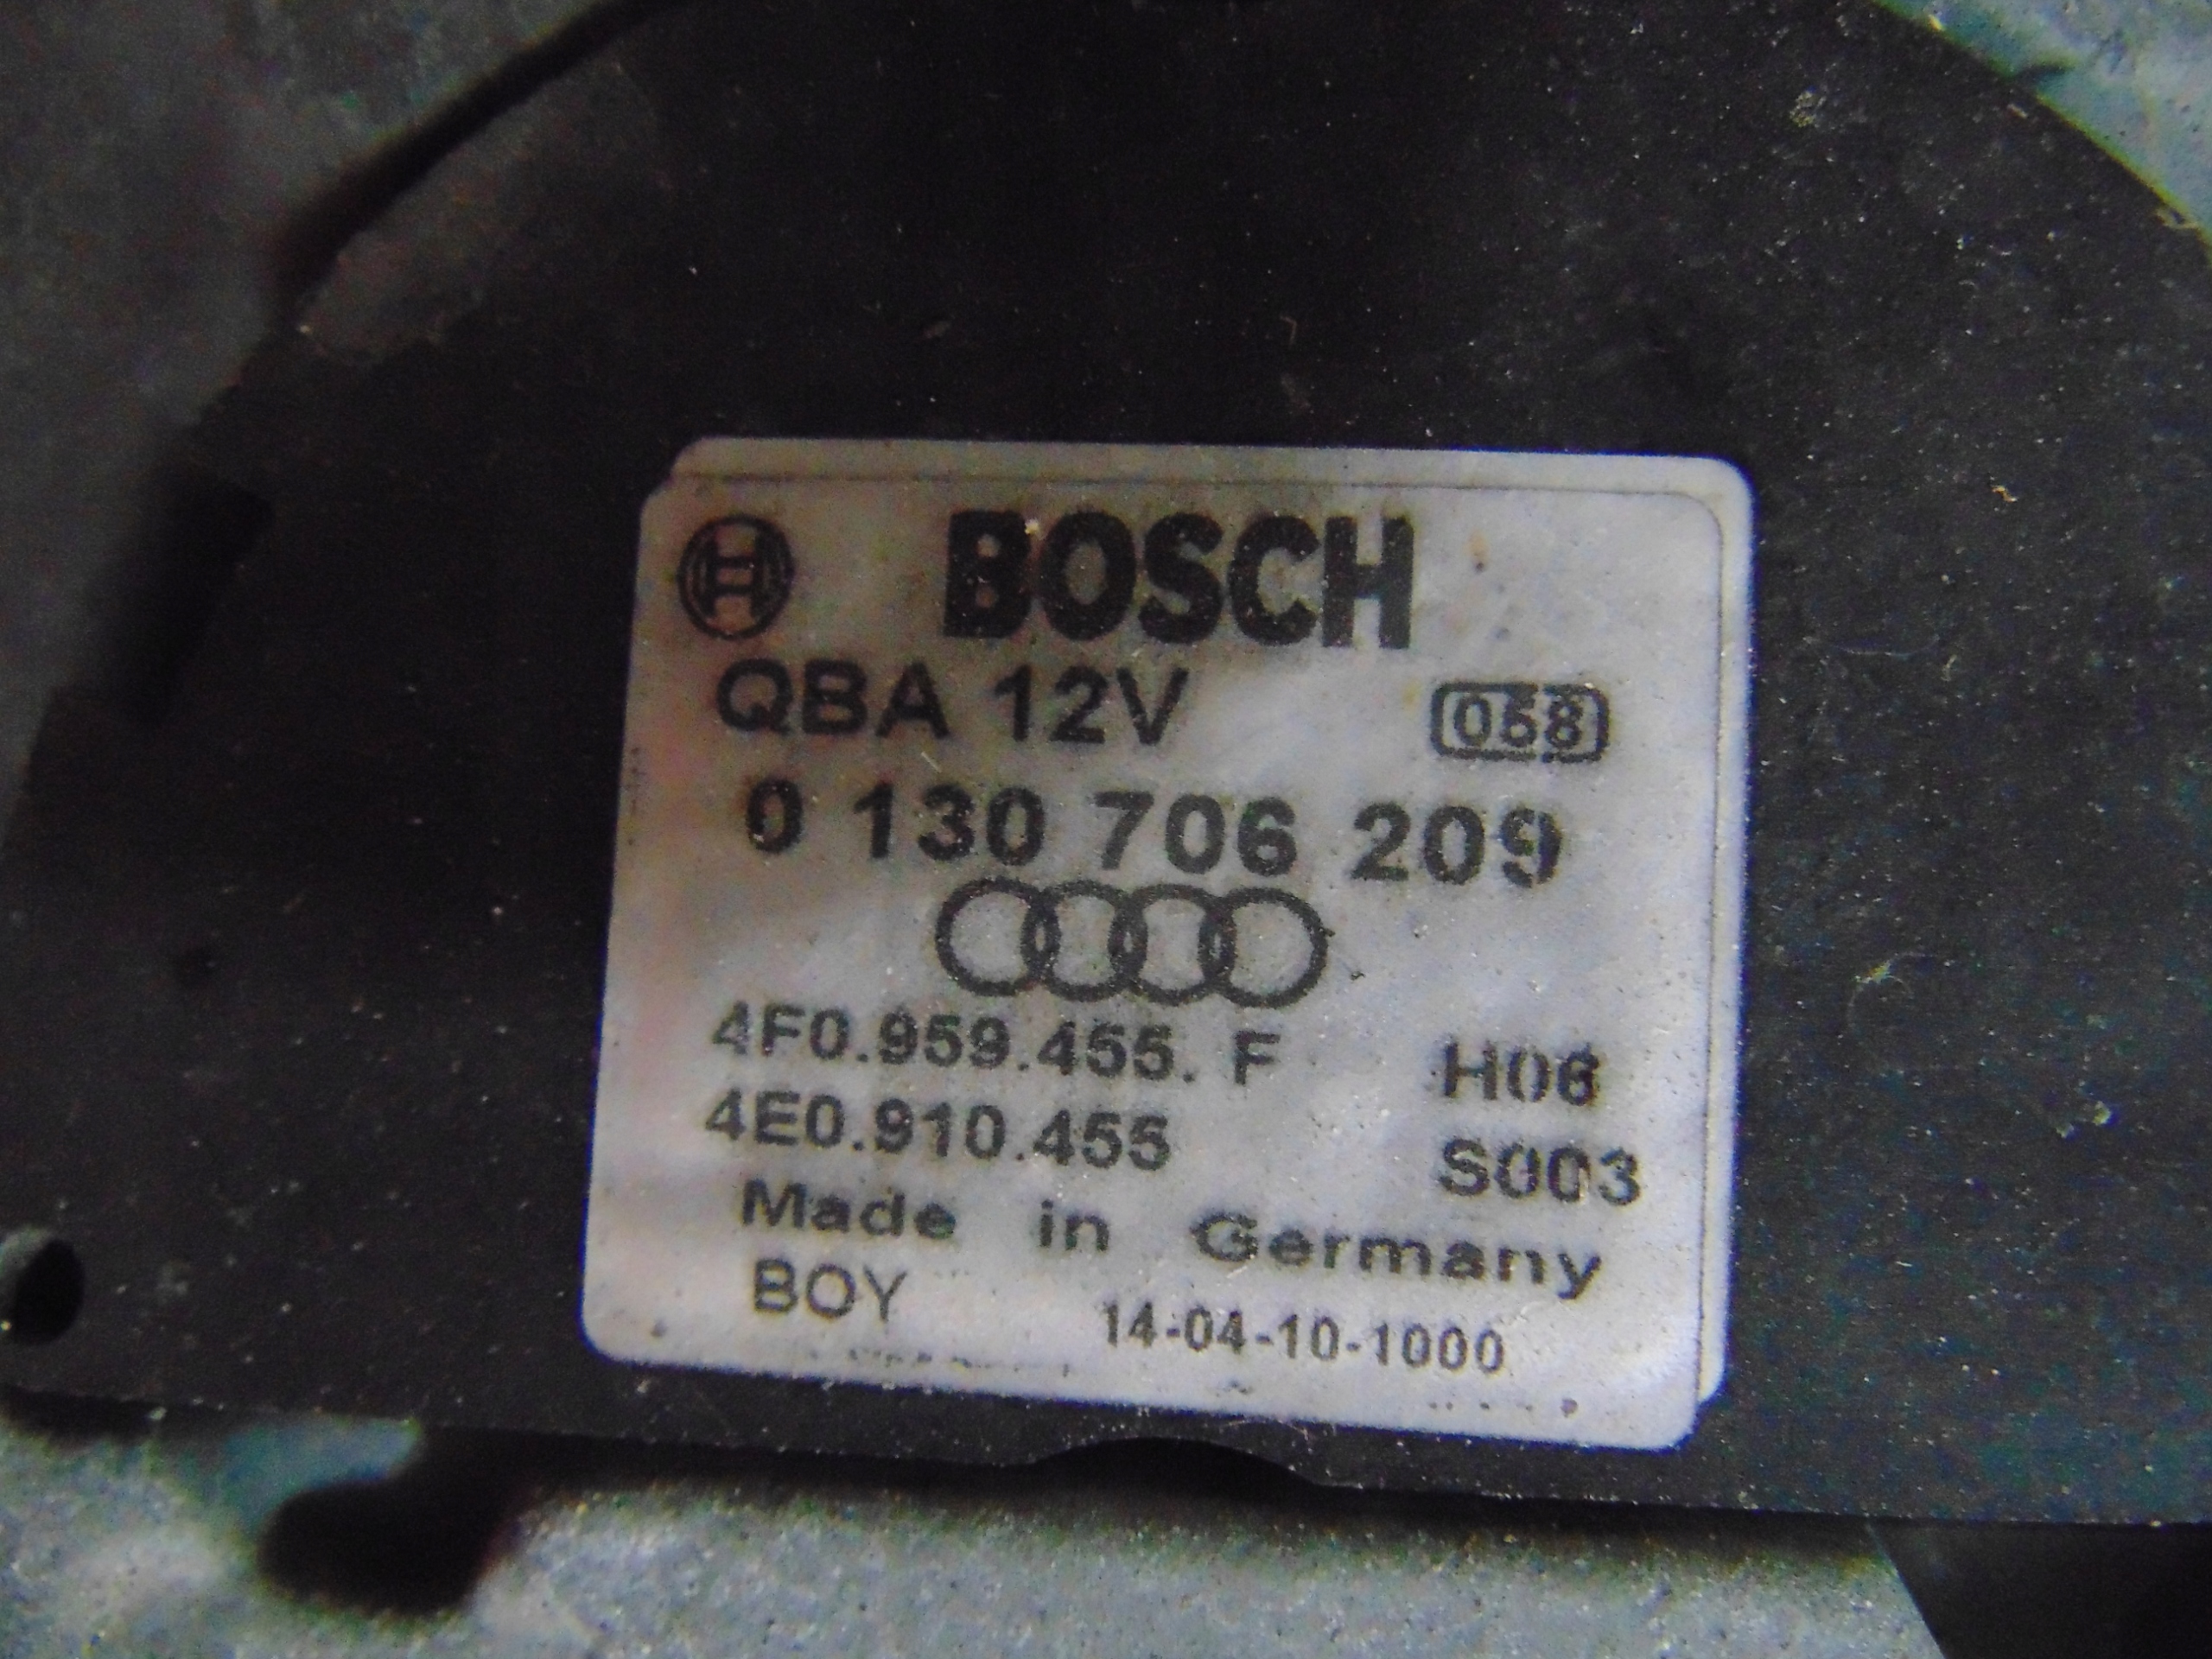 BOSCH
QBA 12V 058
0 130 706 209
4F0.959.455. F H06
4E0.910.455 S003
Made in Germany
BOY 14-04-10-1000